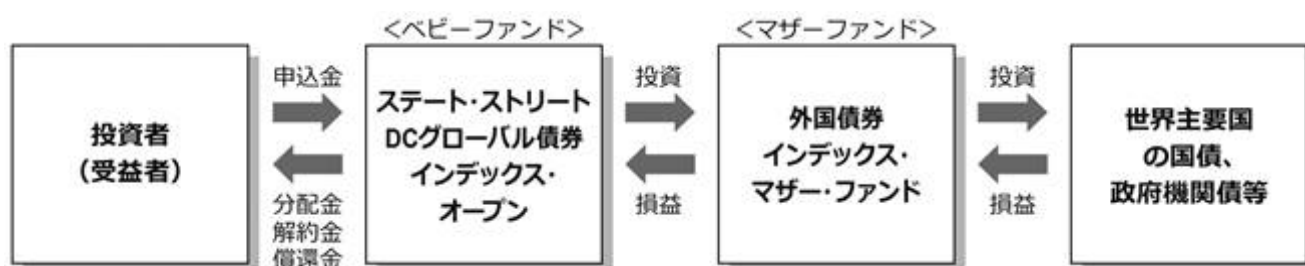 <ベビーファンド>
<マザーファンド>
投資者
(受益者)
申込金
分配金
解約金
償還金
ステート・ストリート
DCグローバル債券
インデックス・
オープン
投資
損益
外国債券
インデックス・
マザー・ファンド
投資
損益
世界主要国
の国債、
政府機関債等